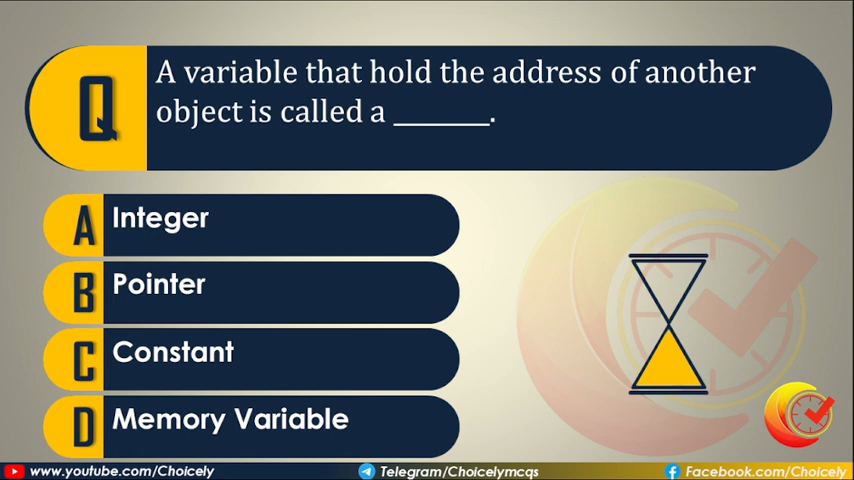 Q
A variable that hold the address of another
object is called a ________.
A Integer
B Pointer
C Constant
D Memory Variable
www.youtube.com/Choicely Telegram/Choicelymcqs Facebook.com/Choicely